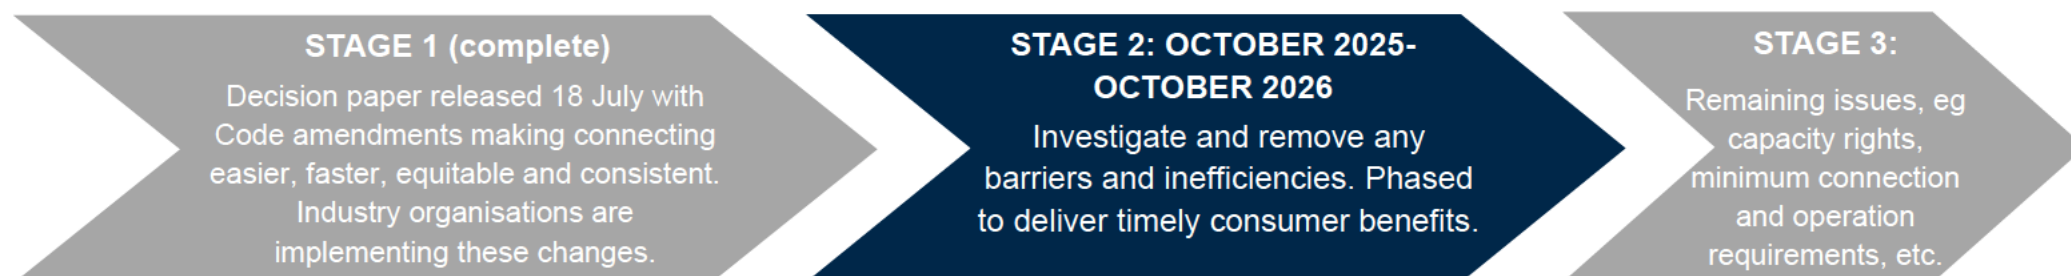 STAGE 1 (complete)
Decision paper released 18 July with
Code amendments making connecting
easier, faster, equitable and consistent.
Industry organisations are
implementing these changes.
STAGE 2: OCTOBER 2025-
OCTOBER 2026
Investigate and remove any
barriers and inefficiencies. Phased
to deliver timely consumer benefits.
STAGE 3:
Remaining issues, eg
capacity rights,
minimum connection
and operation
requirements, etc.